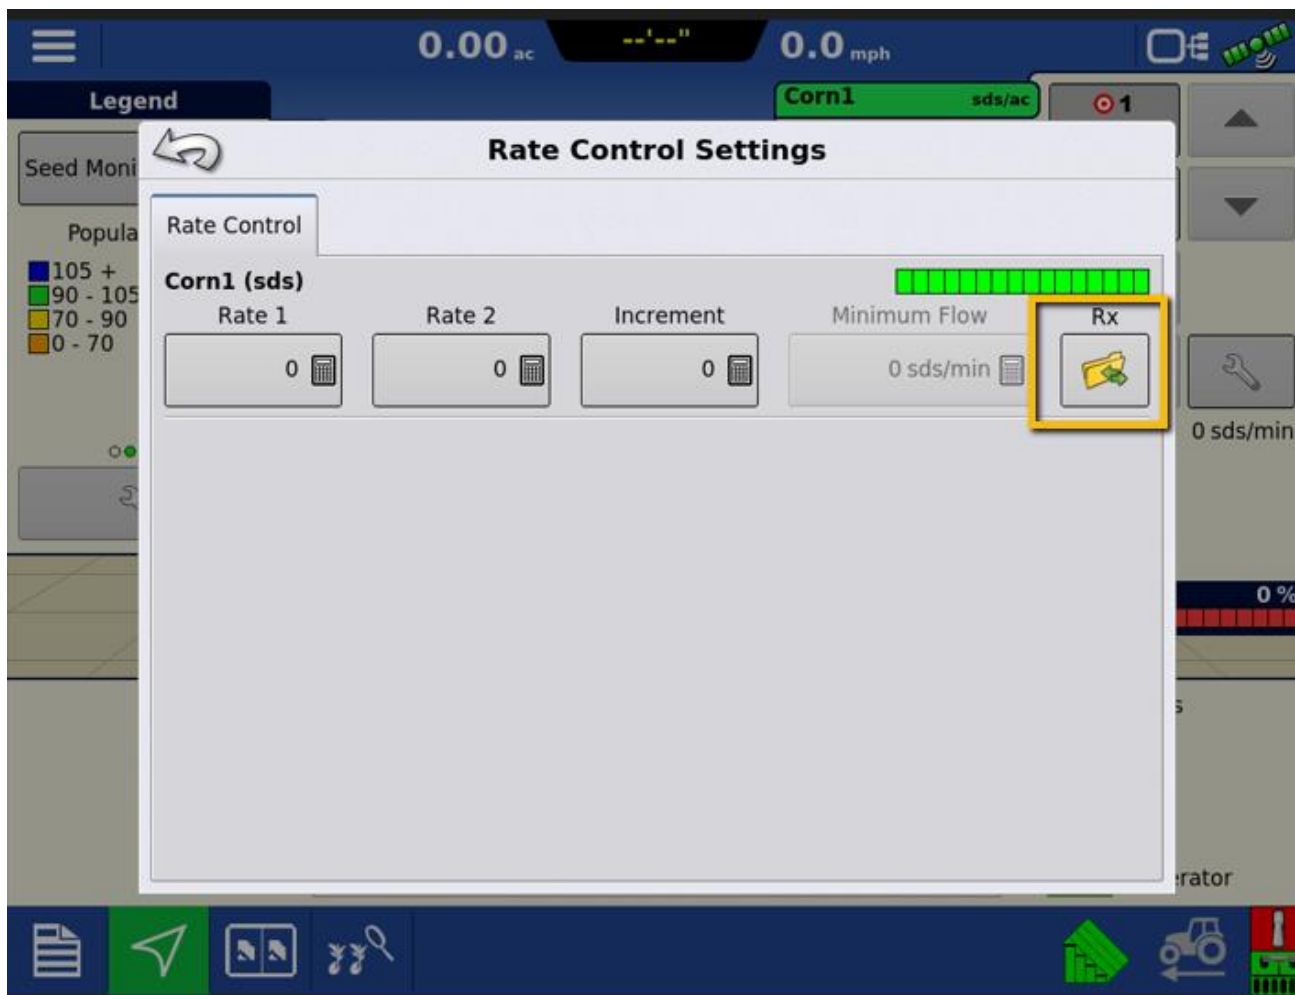 0.00 ac --'--" 0.0 mph
Legend
Corn1 sds/ac 1
Rate Control Settings
Seed Moni
Rate Control
Popula
105 +
90 - 105
70 - 90
0 - 70
Corn1 (sds)
Rate 1 Rate 2 Increment Minimum Flow Rx
0 0 0 0 sds/min
0 sds/min
0 %
s
erator